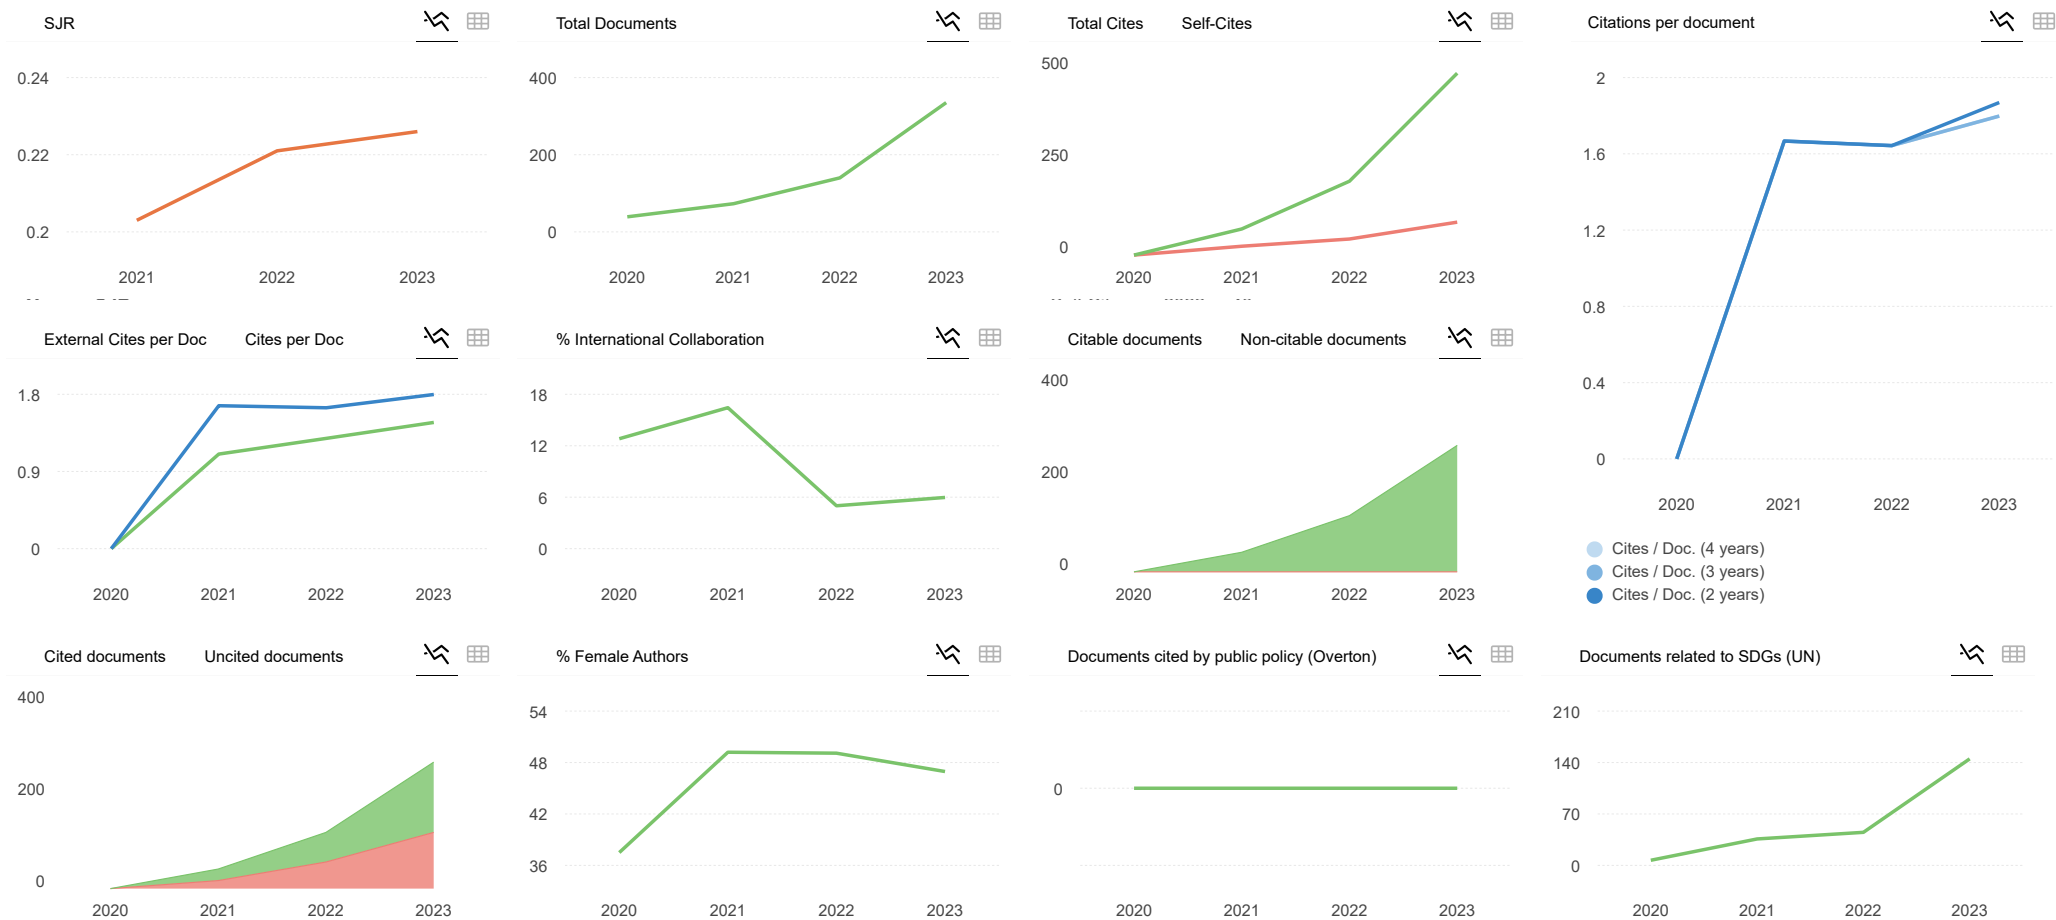 SJR
0.24
0.22
0.2
2021 2022 2023
Total Documents
400
200
0
2020 2021 2022 2023
Total Cites Self-Cites
500
250
0
2020 2021 2022 2023
Citations per document
2
1.6
1.2
0.8
0.4
0
2020 2021 2022 2023
Cites / Doc. (4 years)
Cites / Doc. (3 years)
Cites / Doc. (2 years)
External Cites per Doc Cites per Doc
1.8
0.9
0
2020 2021 2022 2023
% International Collaboration
18
12
6
0
2020 2021 2022 2023
Citable documents Non-citable documents
400
200
0
2020 2021 2022 2023
Cited documents Uncited documents
400
200
0
2020 2021 2022 2023
% Female Authors
54
48
42
36
2020 2021 2022 2023
Documents cited by public policy (Overton)
0
2020 2021 2022 2023
Documents related to SDGs (UN)
210
140
70
0
2020 2021 2022 2023